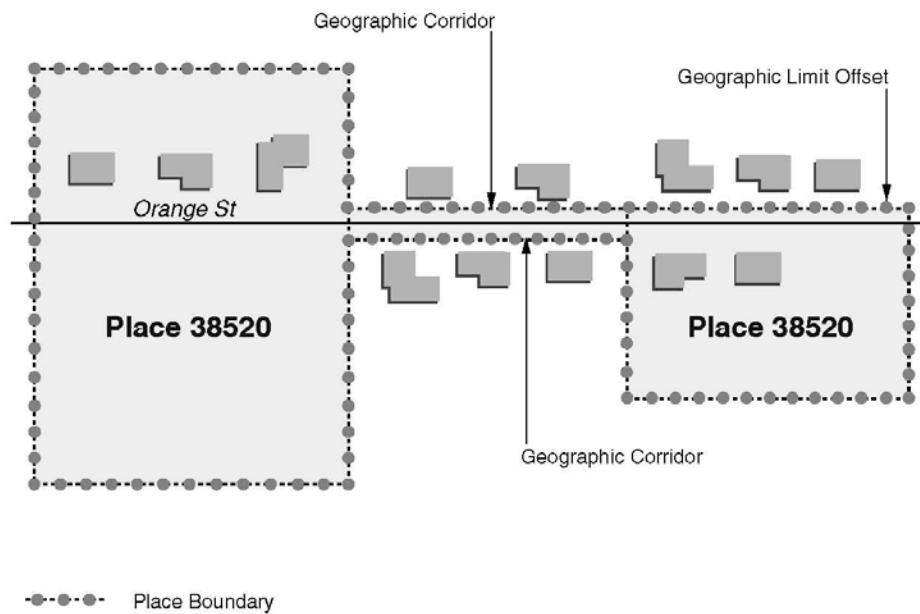 Geographic Corridor
Geographic Limit Offset
Orange St
Place 38520
Place 38520
Geographic Corridor
Place Boundary